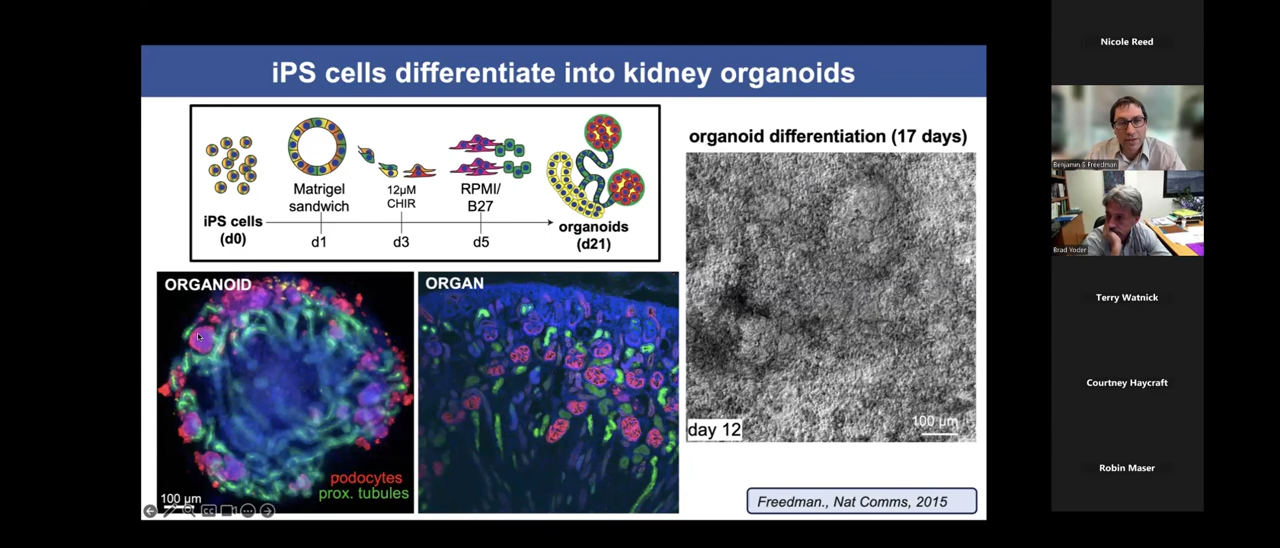 iPS cells differentiate into kidney organoids
iPS cells
(d0)
Matrigel
sandwich
d1
12µM
CHIR
d3
RPMI/
B27
d5
organoids
(d21)
organoid differentiation (17 days)
day 12
100 µm
ORGANOID
podocytes
prox. tubules
100 µm
ORGAN
Freedman., Nat Comms, 2015
Nicole Reed
Benjamin S Freedman
Brad Yoder
Terry Watnick
Courtney Haycraft
Robin Maser